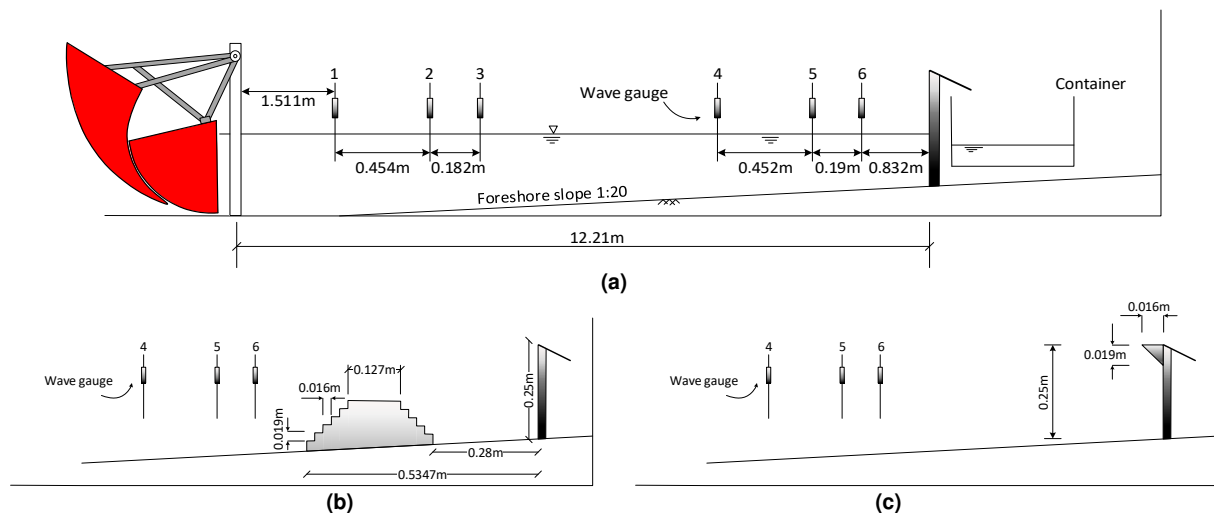 1
2
3
4
5
6
Container
1.511m
Wave gauge
0.454m
0.182m
0.452m
0.19m
0.832m
Foreshore slope 1:20
12.21m
(a)
4
5
6
Wave gauge
0.127m
0.016m
0.019m
0.25m
0.28m
0.5347m
(b)
0.016m
4
5
6
0.019m
Wave gauge
0.25m
(c)